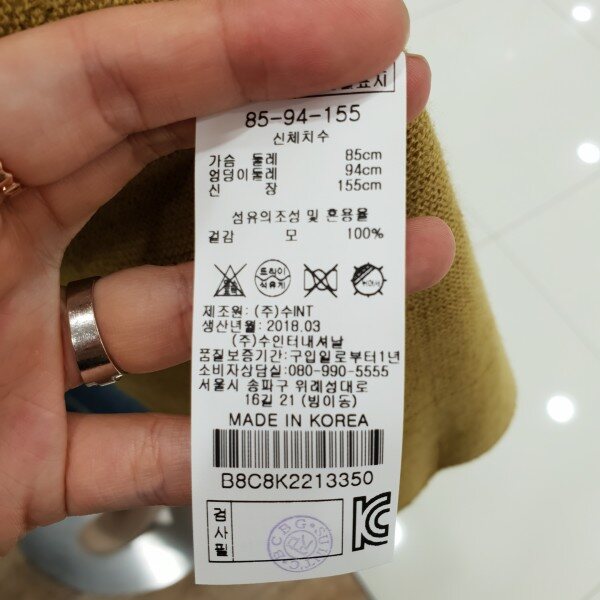 85-94-155
신체치수
가슴 둘레 85cm
엉덩이둘레 94cm
신 장 155cm
섬유의조성 및 혼용율
겉감 모 100%
드라이
석유계
제조원: (주)수INT
생산년월: 2018.03
(주)수인터내셔날
품질보증기간:구입일로부터1년
소비자상담실:080-990-5555
서울시 송파구 위례성대로
16길 21 (방이동)
MADE IN KOREA
B8C8K2213350
검
사
필